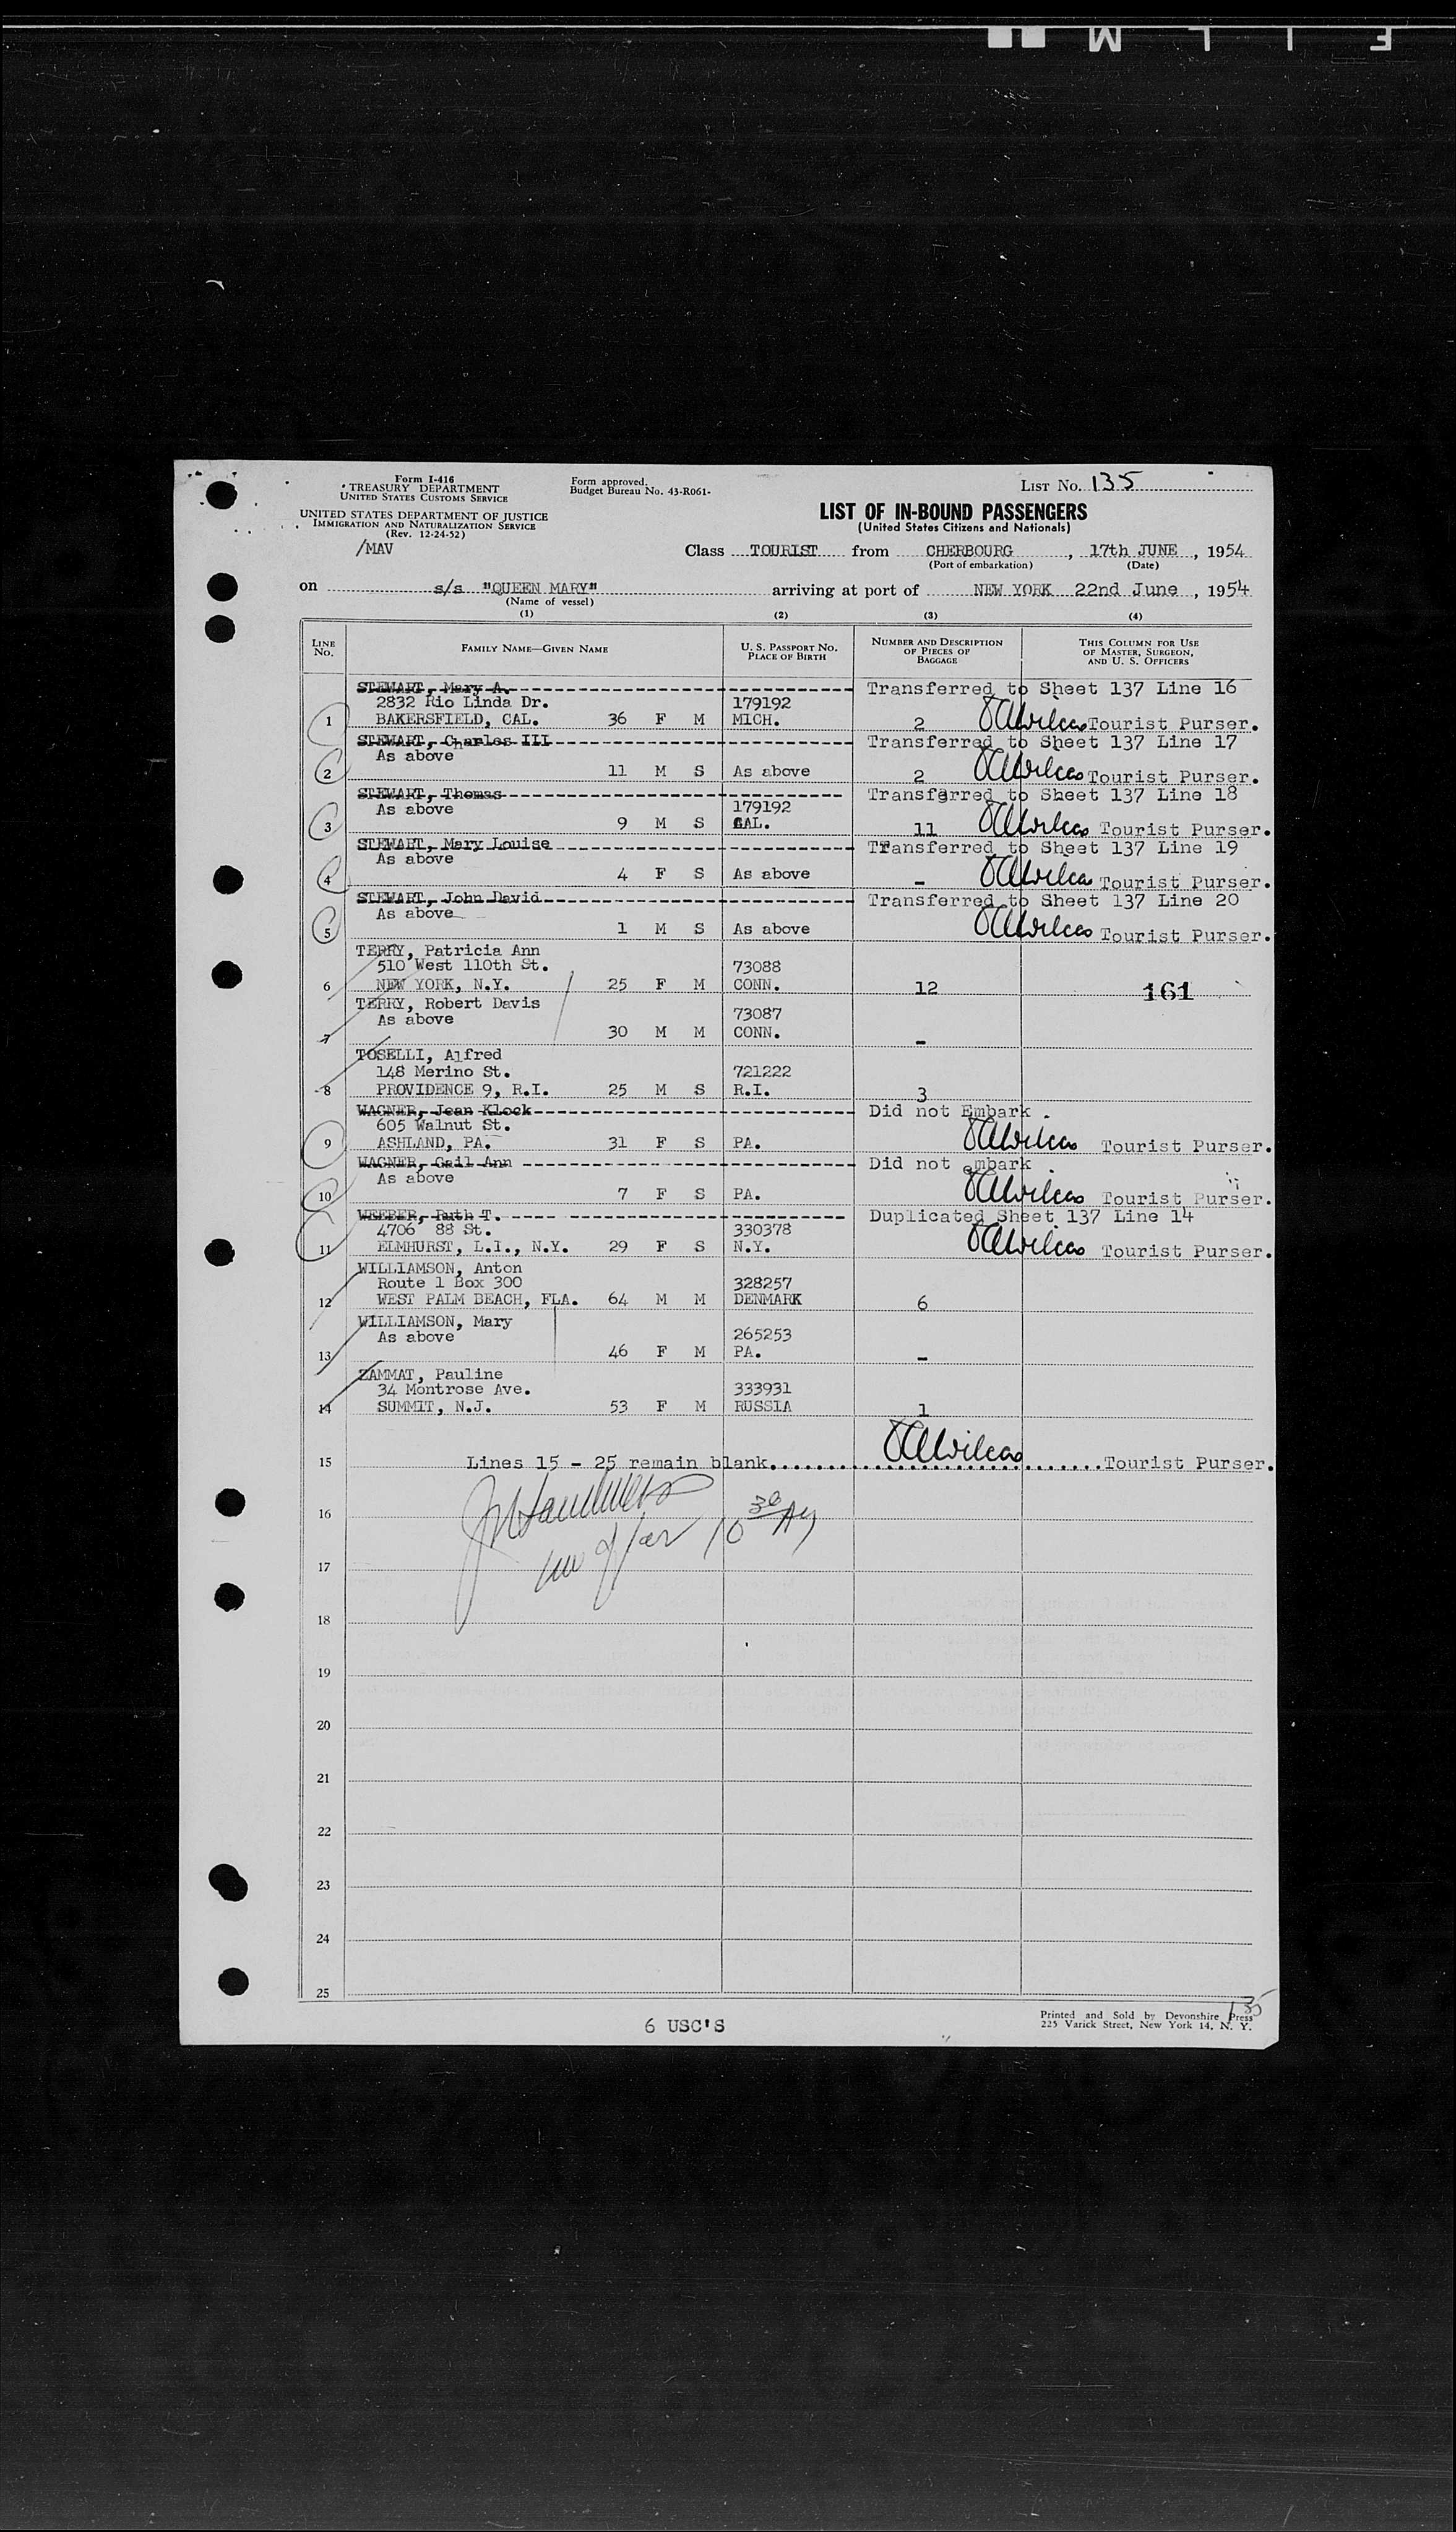 FILM
Form I-416
TREASURY DEPARTMENT
UNITED STATES CUSTOMS SERVICE
UNITED STATES DEPARTMENT OF JUSTICE
IMMIGRATION AND NATURALIZATION SERVICE
(Rev. 12-24-52)
/MAV
Form approved.
Budget Bureau No. 43-R061-
LIST NO. 135
LIST OF IN-BOUND PASSENGERS
(United States Citizens and Nationals)
Class TOURIST from CHERBOURG, 17th JUNE, 1954
(Port of embarkation) (Date)
on s/s "QUEEN MARY" arriving at port of NEW YORK 22nd June, 1954
(Name of vessel)
(1) (2) (3) (4)
LINE NO. FAMILY NAME—GIVEN NAME U. S. PASSPORT NO. PLACE OF BIRTH NUMBER AND DESCRIPTION OF PIECES OF BAGGAGE THIS COLUMN FOR USE OF MASTER, SURGEON, AND U. S. OFFICERS
STEWART, Mary A. Transferred to Sheet 137 Line 16
2832 Rio Linda Dr. 179192
1 BAKERSFIELD, CAL. 36 F M MICH. 2 Tourist Purser.
STEWART, Charles III Transferred to Sheet 137 Line 17
As above
2 11 M S As above 2 Tourist Purser.
STEWART, Thomas Transferred to Sheet 137 Line 18
As above 179192
3 9 M S CAL. 11 Tourist Purser.
STEWART, Mary Louise Transferred to Sheet 137 Line 19
As above
4 4 F S As above - Tourist Purser.
STEWART, John David Transferred to Sheet 137 Line 20
As above
5 1 M S As above Tourist Purser.
TERRY, Patricia Ann
510 West 110th St. 73088
6 NEW YORK, N.Y. 25 F M CONN. 12 161
TERRY, Robert Davis
As above 73087
7 30 M M CONN. -
TOSELLI, Alfred
148 Merino St. 721222
8 PROVIDENCE 9, R.I. 25 M S R.I. 3
WAGNER, Jean Klock Did not Embark.
605 Walnut St.
9 ASHLAND, PA. 31 F S PA. Tourist Purser.
WAGNER, Gail Ann Did not embark.
As above
10 7 F S PA. Tourist Purser.
WEEBER, Ruth T. Duplicated Sheet 137 Line 14
4706 88 St. 330378
11 ELMHURST, L.I., N.Y. 29 F S N.Y. Tourist Purser.
WILLIAMSON, Anton
Route 1 Box 300 328257
12 WEST PALM BEACH, FLA. 64 M M DENMARK 6
WILLIAMSON, Mary
As above 265253
13 46 F M PA. -
ZAMMAT, Pauline
34 Montrose Ave. 333931
14 SUMMIT, N.J. 53 F M RUSSIA 1
15 Lines 15 - 25 remain blank. Tourist Purser.
16 10 30 AM
17
18
19
20
21
22
23
24
25
6 USC'S
135
Printed and Sold by Devonshire Press
225 Varick Street, New York 14, N. Y.